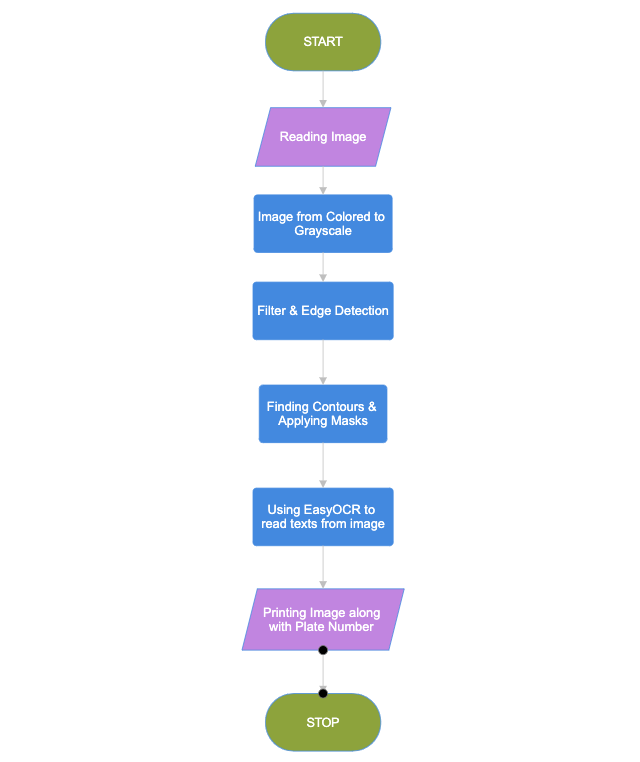 START
Reading Image
Image from Colored to
Grayscale
Filter & Edge Detection
Finding Contours &
Applying Masks
Using EasyOCR to
read texts from image
Printing Image along
with Plate Number
STOP